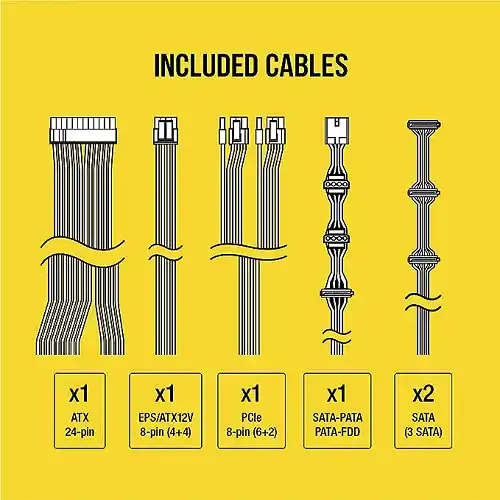 INCLUDED CABLES
x1
ATX
24-pin
x1
EPS/ATX12V
8-pin (4+4)
x1
PCIe
8-pin (6+2)
x1
SATA-PATA
PATA-FDD
x2
SATA
(3 SATA)